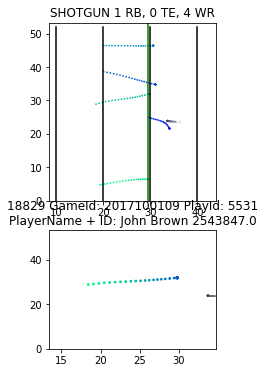 SHOTGUN 1 RB, 0 TE, 4 WR
50
40
30
20
10
0
10 20 30 40
18829 GameId: 2017100109 PlayId: 5531
PlayerName + ID: John Brown 2543847.0
40
20
0
15 20 25 30